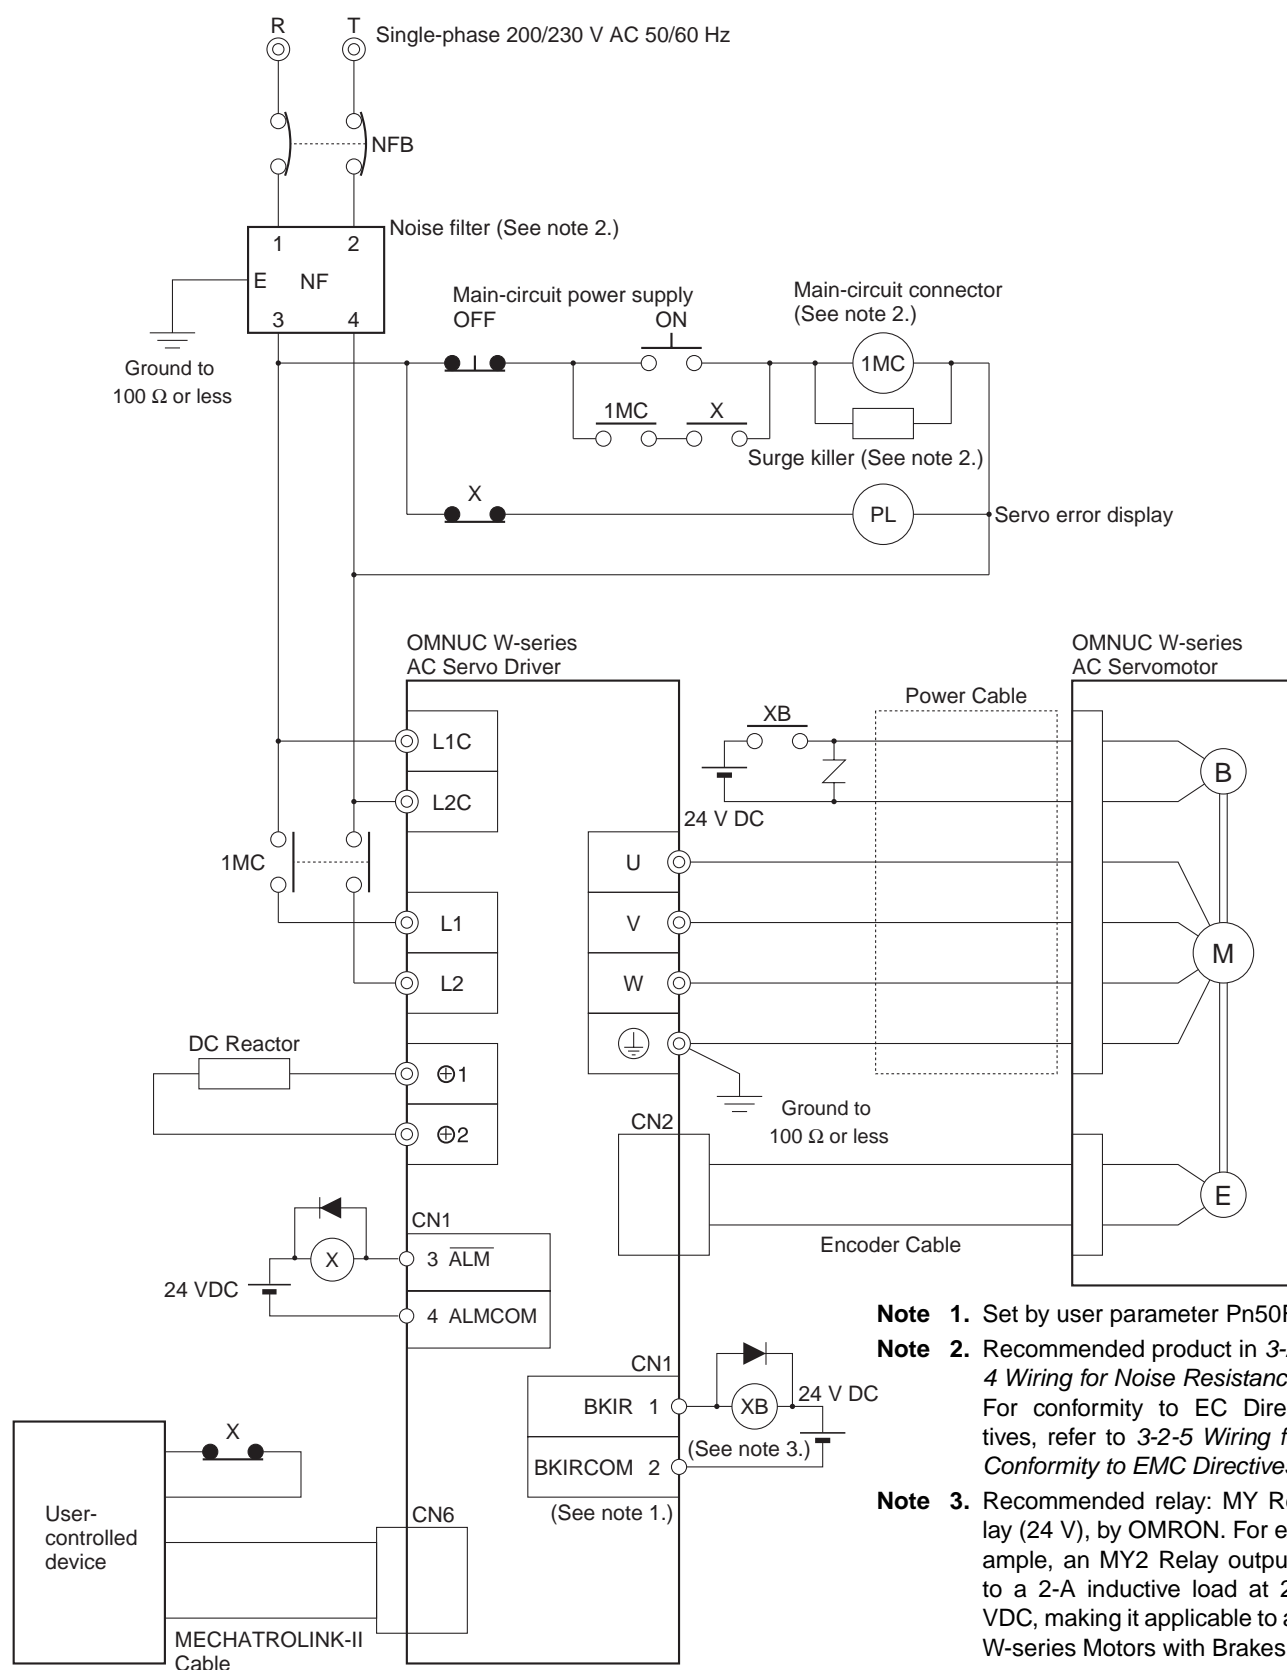 R
T
Single-phase 200/230 V AC 50/60 Hz
NFB
Noise filter (See note 2.)
1
2
E
NF
3
4
Main-circuit power supply
OFF
ON
Main-circuit connector
(See note 2.)
1MC
Ground to
100 Ω or less
1MC
X
Surge killer (See note 2.)
X
PL
Servo error display
OMNUC W-series
AC Servo Driver
OMNUC W-series
AC Servomotor
Power Cable
XB
L1C
B
L2C
24 V DC
1MC
U
L1
V
M
L2
W
DC Reactor
⊕1
Ground to
100 Ω or less
CN2
⊕2
E
CN1
Encoder Cable
X
3 ALM
24 VDC
4 ALMCOM
CN1
BKIR 1
XB
24 V DC
(See note 3.)
BKIRCOM 2
(See note 1.)
X
User-
controlled
device
CN6
MECHATROLINK-II
Cable
Note 1. Set by user parameter
Note 2. Recommended product in
4 Wiring for Noise
For conformity to EC Direc
tives, refer to 3-2-5 Wiring
Conformity to EMC
Note 3. Recommended relay: MY
lay (24 V), by OMRON. For
ample, an MY2 Relay
to a 2-A inductive load at
VDC, making it applicable to
W-series Motors with Brakes